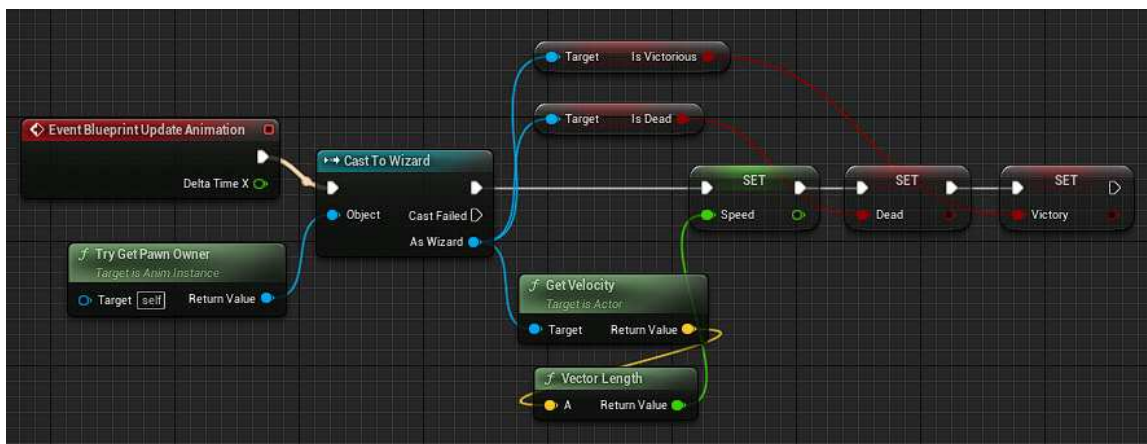 Target Is Victorious
Target Is Dead
Event Blueprint Update Animation
Delta Time X
Cast To Wizard
Object Cast Failed
As Wizard
SET
Speed
SET
Dead
SET
Victory
f Try Get Pawn Owner
Target is Anim Instance
Target self Return Value
f Get Velocity
Target is Actor
Target Return Value
f Vector Length
A Return Value